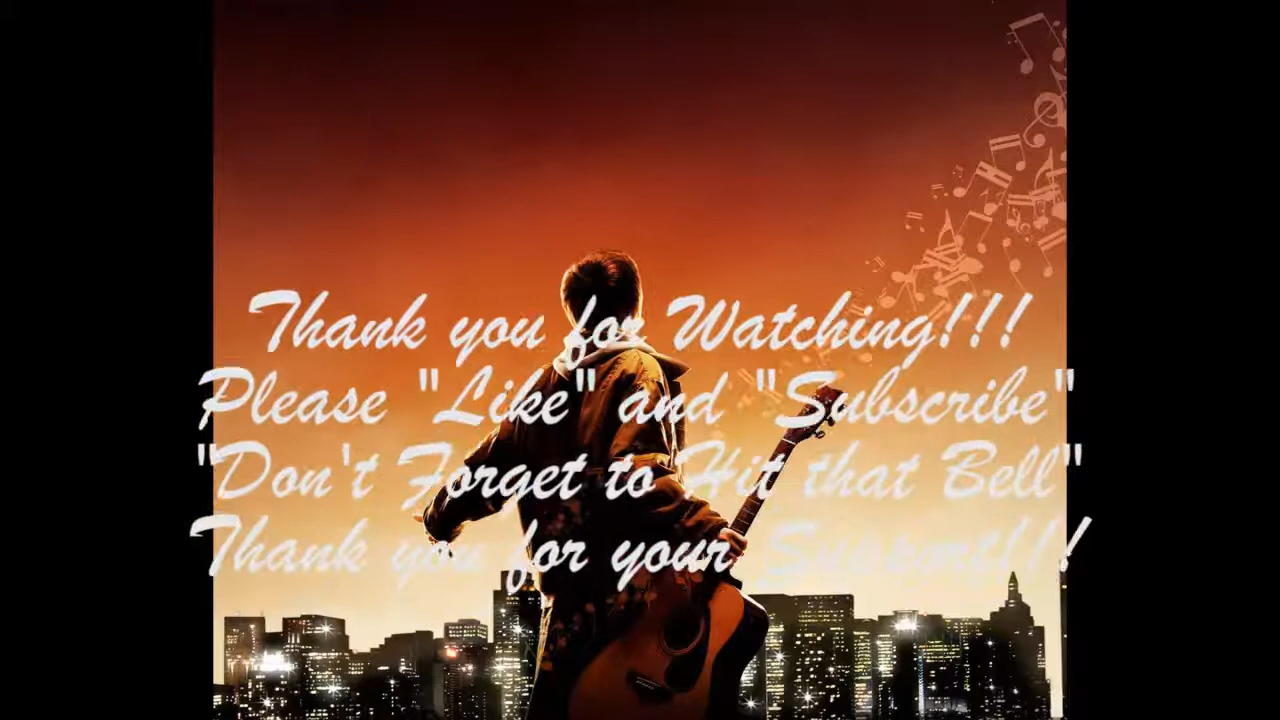 Thank you for Watching!!!
Please "Like" and "Subscribe"
"Don't Forget to Hit that Bell"
Thank you for your Support!!!